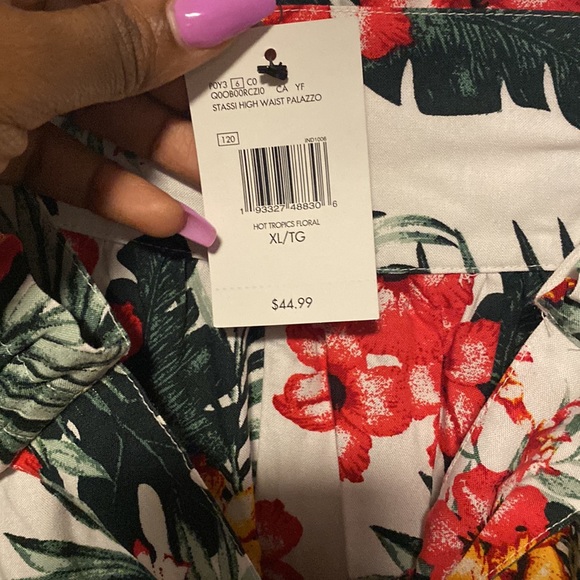 F0Y3 6 C0
Q0OB00RCZI0 CA YF
STASSI HIGH WAIST PALAZZO
120 IND1006
1 93327 48830 6
HOT TROPICS FLORAL
XL/TG
$44.99